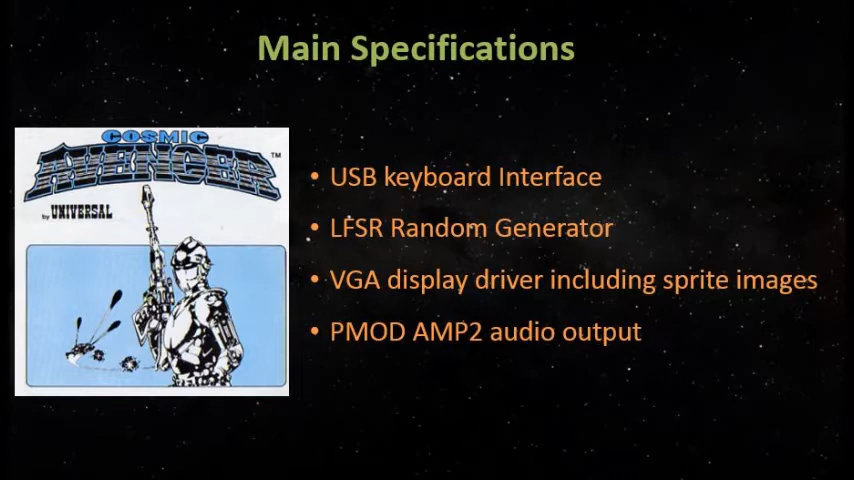 Main Specifications
COSMIC
AVENGER™
by UNIVERSAL
• USB keyboard Interface
• LFSR Random Generator
• VGA display driver including sprite images
• PMOD AMP2 audio output